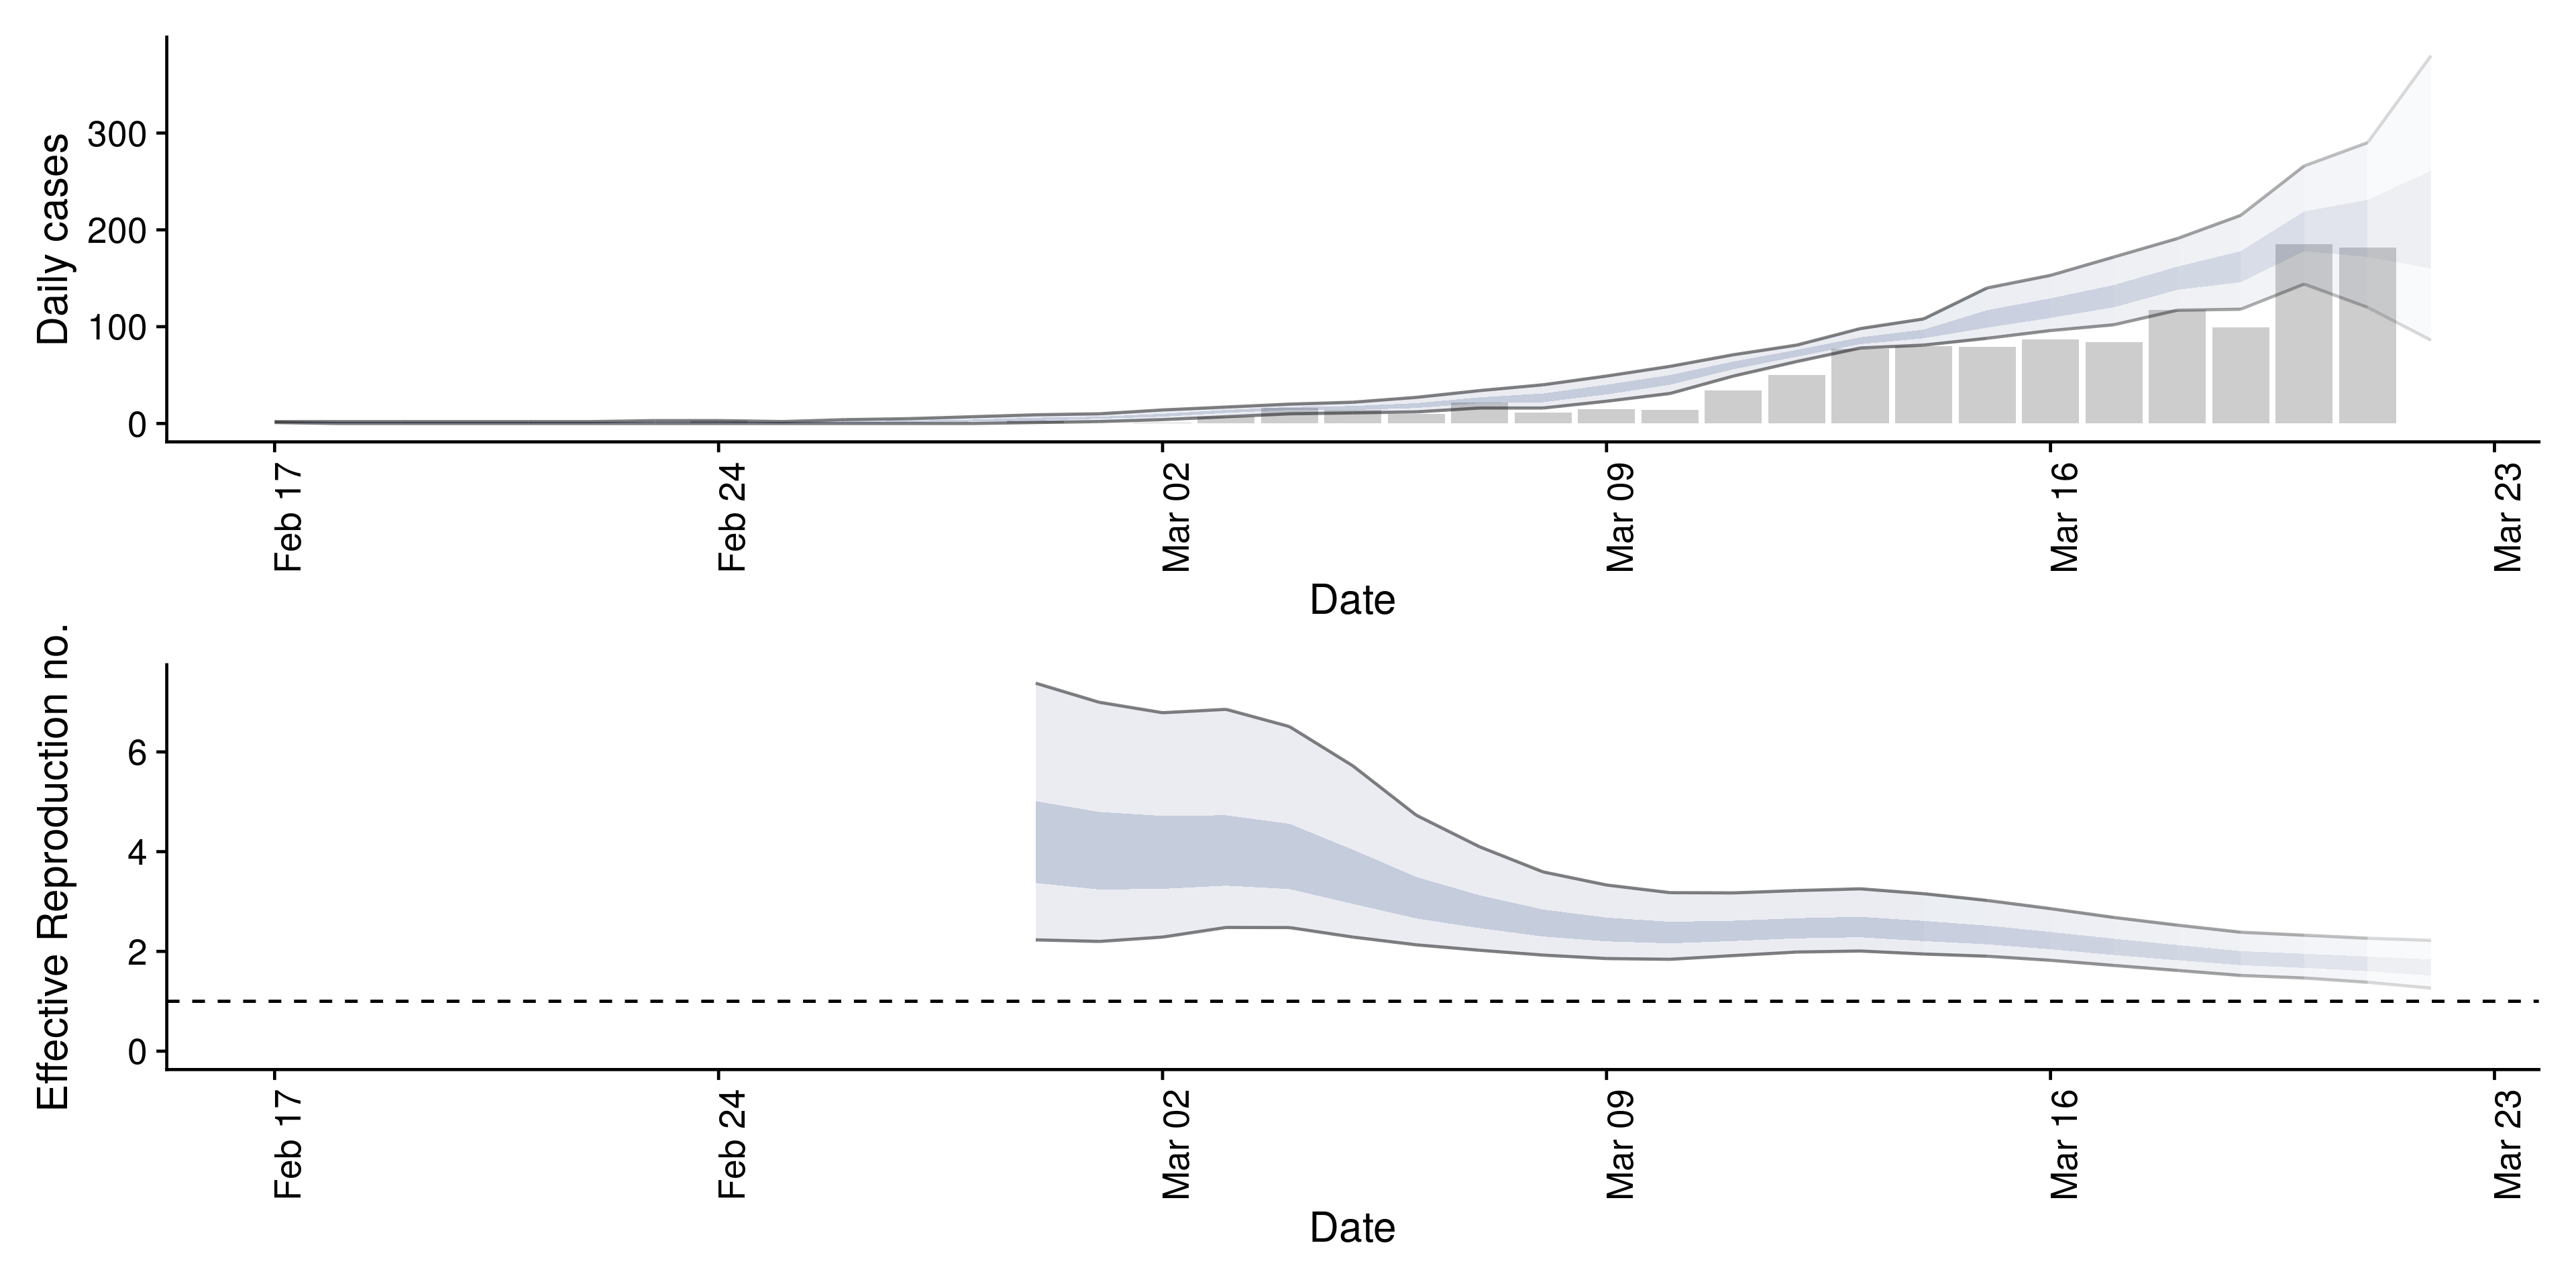 Daily cases
300
200
100
0
Feb 17
Feb 24
Mar 02
Mar 09
Mar 16
Mar 23
Date
Effective Reproduction no.
6
4
2
0
Feb 17
Feb 24
Mar 02
Mar 09
Mar 16
Mar 23
Date